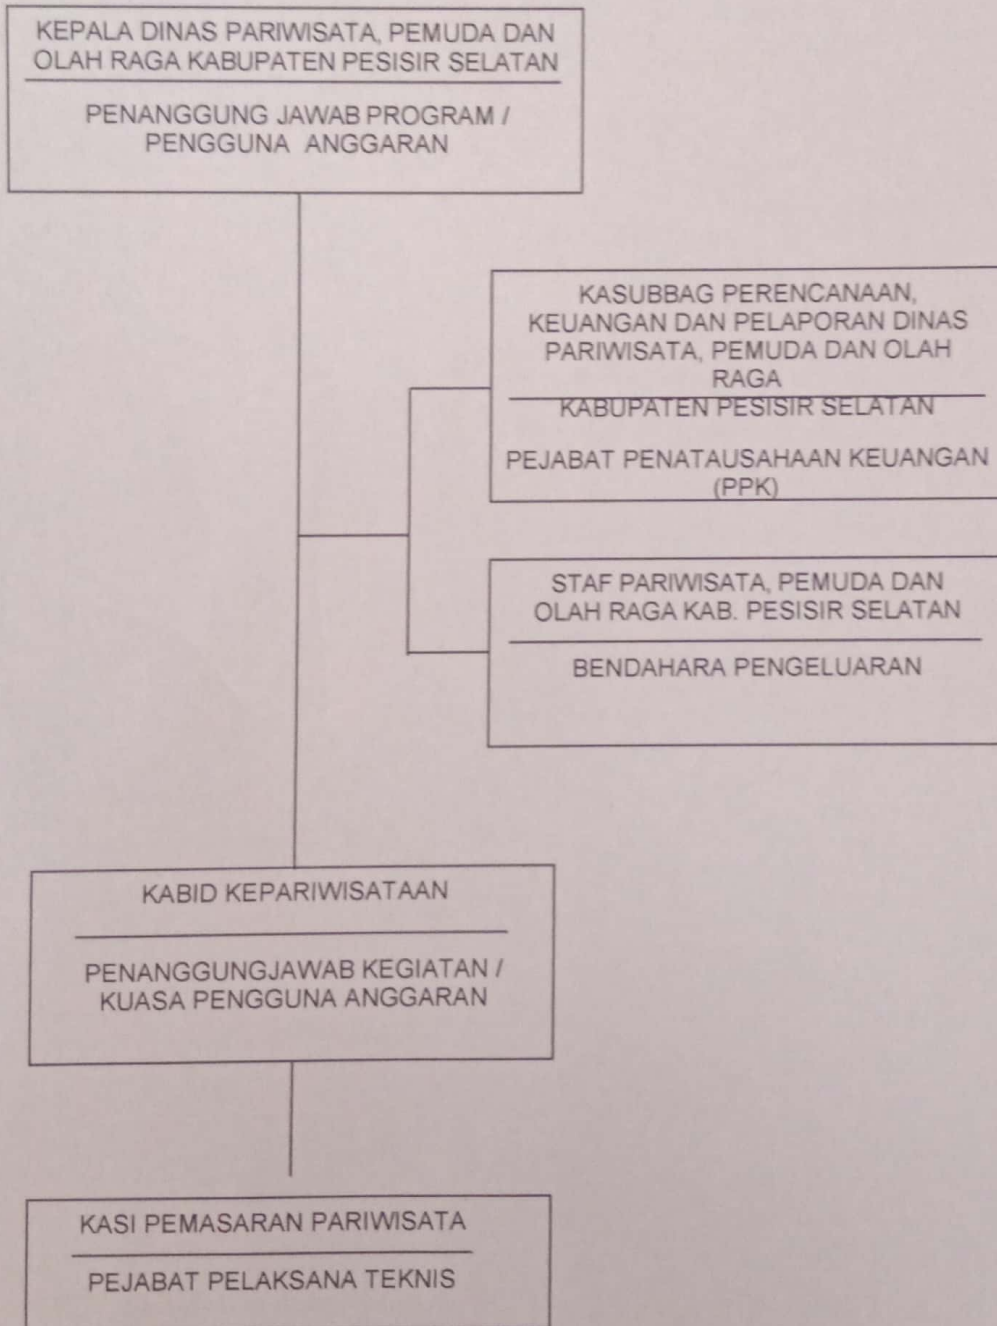 KEPALA DINAS PARIWISATA, PEMUDA DAN
OLAH RAGA KABUPATEN PESISIR SELATAN
PENANGGUNG JAWAB PROGRAM /
PENGGUNA ANGGARAN
KASUBBAG PERENCANAAN,
KEUANGAN DAN PELAPORAN DINAS
PARIWISATA, PEMUDA DAN OLAH
RAGA
KABUPATEN PESISIR SELATAN
PEJABAT PENATAUSAHAAN KEUANGAN
(PPK)
STAF PARIWISATA, PEMUDA DAN
OLAH RAGA KAB. PESISIR SELATAN
BENDAHARA PENGELUARAN
KABID KEPARIWISATAAN
PENANGGUNGJAWAB KEGIATAN /
KUASA PENGGUNA ANGGARAN
KASI PEMASARAN PARIWISATA
PEJABAT PELAKSANA TEKNIS